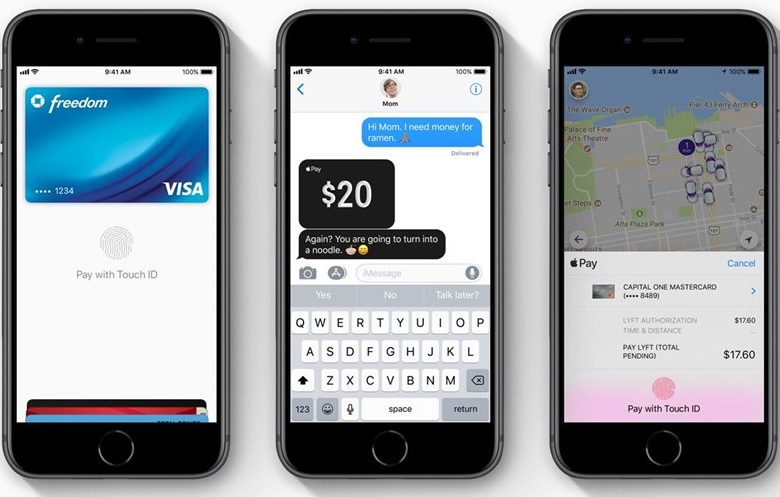 9:41 AM
100%
freedom
•••• 1234
VISA
Pay with Touch ID
9:41 AM
100%
Mom
Hi Mom. I need money for
ramen. 🙏🏽
Delivered
Pay
$20
Again? You are going to turn into
a noodle. 🍜😄
iMessage
Yes
No
Talk later?
Q W E R T Y U I O P
A S D F G H J K L
Z X C V B N M
123
space
return
9:41 AM
100%
The Wave Organ
Pier 43 Ferry Arch
Palace of Fine
Arts Theatre
1
min
101
101
Alta Plaza Park
Pay
Cancel
CAPITAL ONE MASTERCARD
(•••• 8489)
LYFT AUTHORIZATION
$17.60
TIME & DISTANCE
...
PAY LYFT (TOTAL
PENDING)
$17.60
Pay with Touch ID